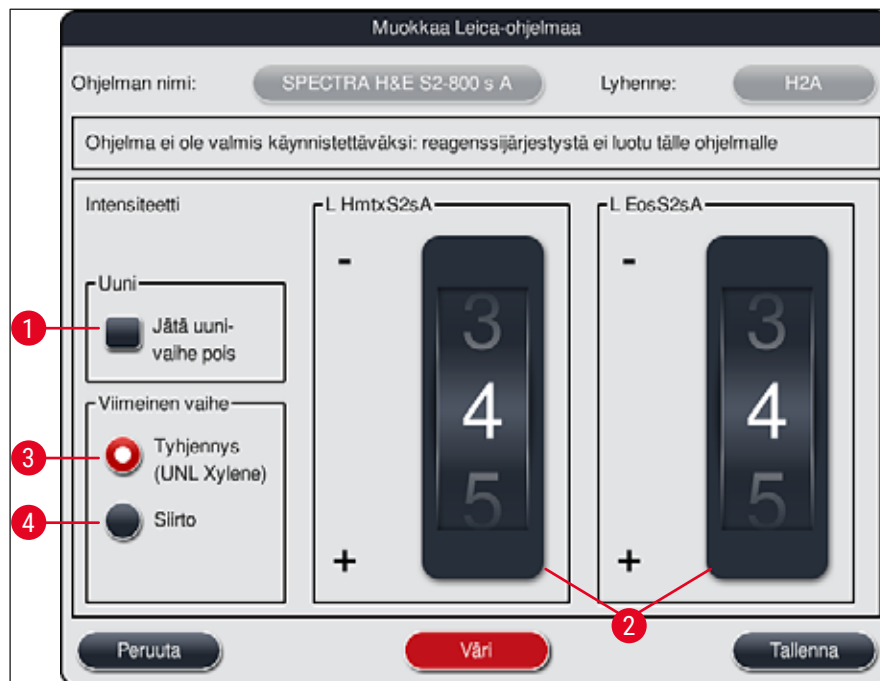 Muokkaa Leica-ohjelmaa
Ohjelman nimi: SPECTRA H&E S2-800 s A Lyhenne: H2A
Ohjelma ei ole valmis käynnistettäväksi: reagenssijärjestystä ei luotu tälle ohjelmalle
Intensiteetti
Uuni
1
Jätä uuni-
vaihe pois
Viimeinen vaihe
3
Tyhjennys
(UNL Xylene)
4
Siirto
L HmtxS2sA
-
3
4
5
+
L EosS2sA
-
3
4
5
+
2
Peruuta Väri Tallenna